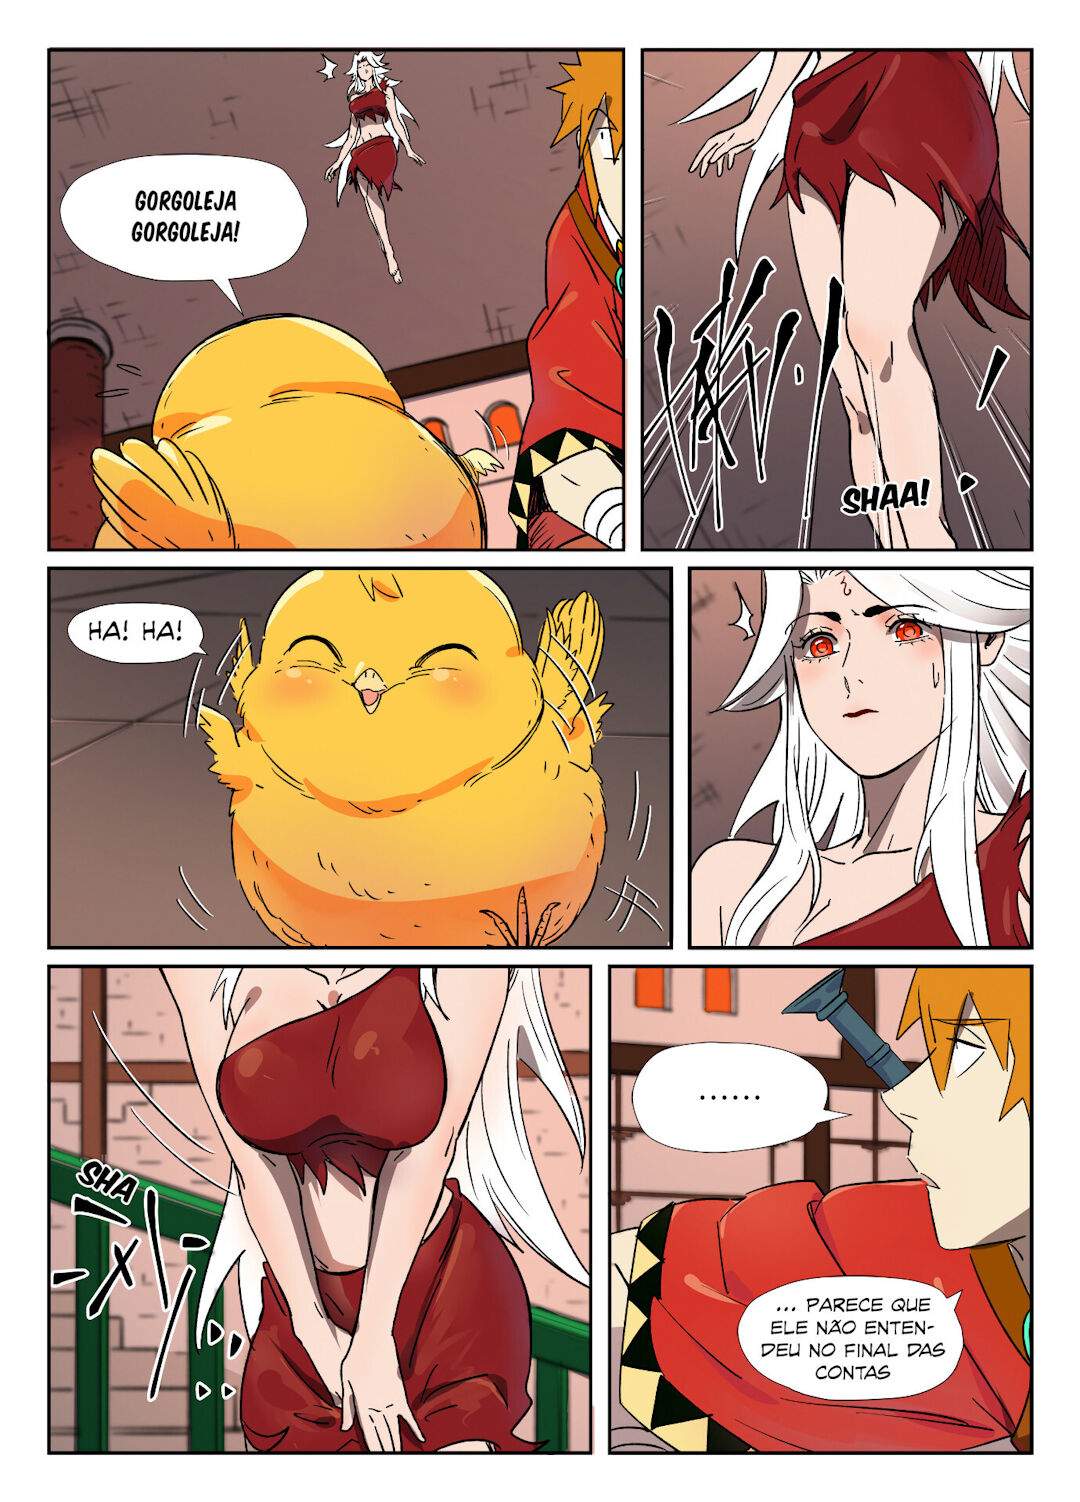 GORGOLEJA
GORGOLEJA!
SHAA!
HA! HA!
SHA
......
... PARECE QUE
ELE NÃO ENTEN-
DEU NO FINAL DAS
CONTAS